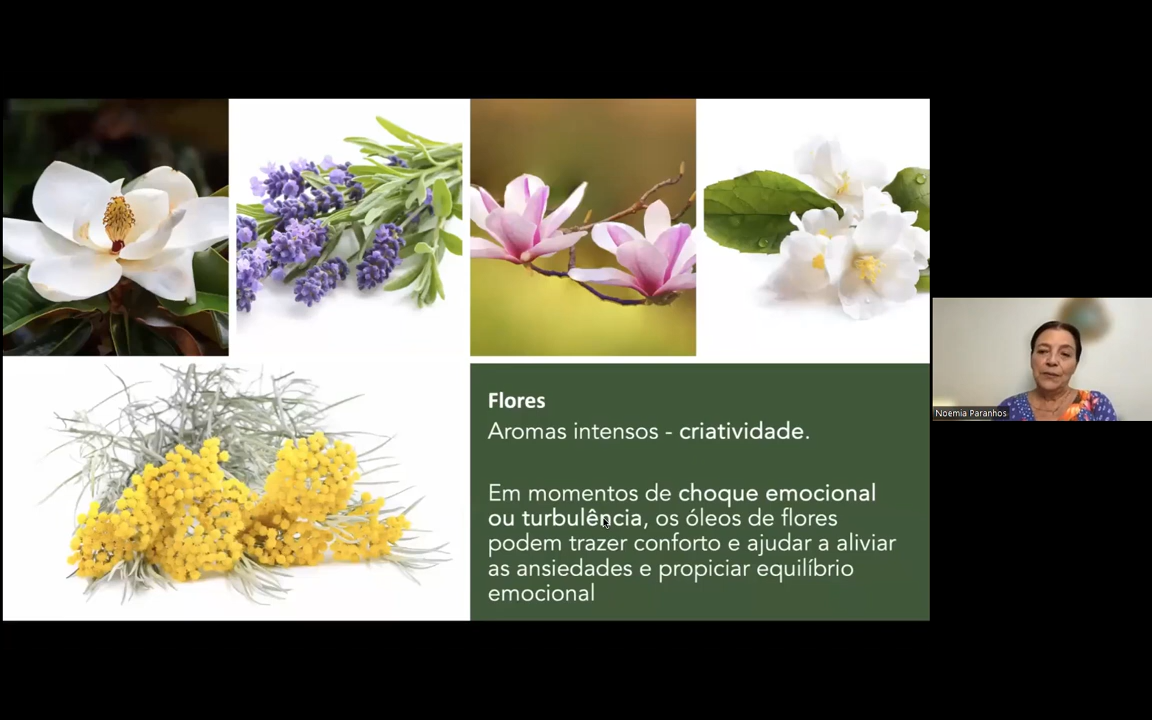 Flores
Aromas intensos - criatividade.
Em momentos de choque emocional
ou turbulência, os óleos de flores
podem trazer conforto e ajudar a aliviar
as ansiedades e propiciar equilíbrio
emocional
Noemia Paranhos